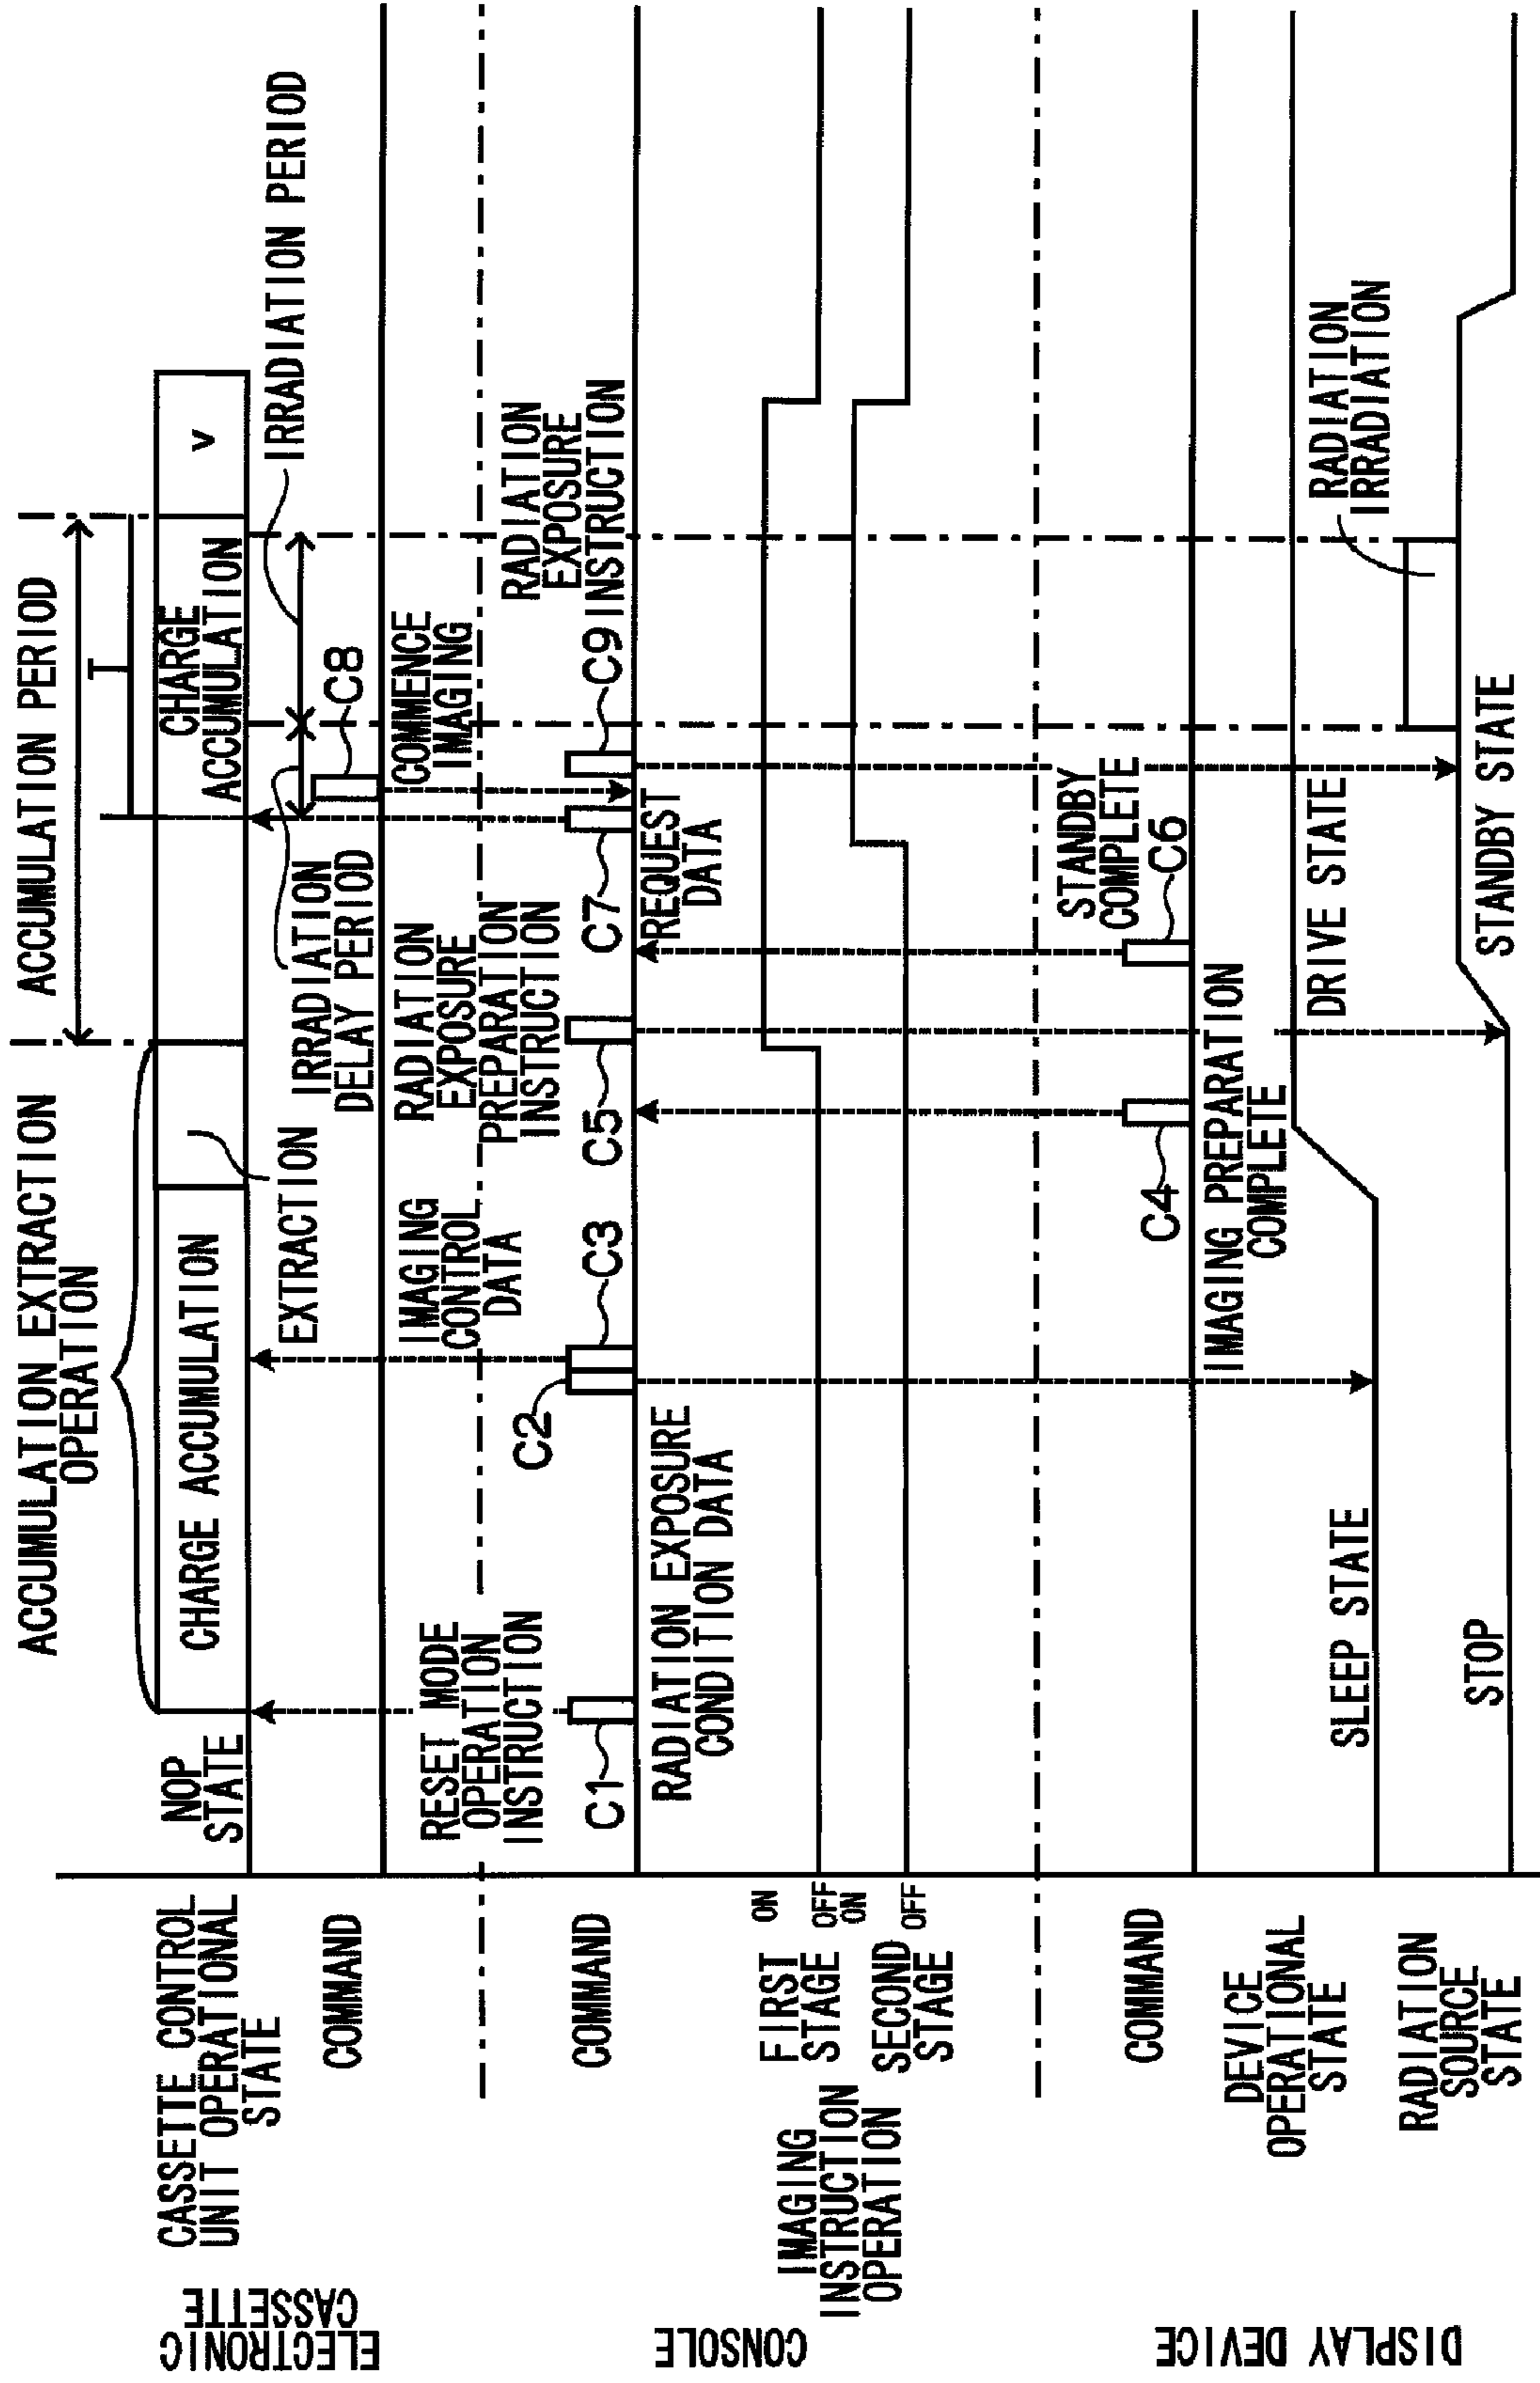 ACCUMULATION EXTRACTION
OPERATION
ACCUMULATION PERIOD
T
NOP
STATE
CHARGE ACCUMULATION
EXTRACTION
CHARGE
ACCUMULATION
V
IRRADIATION
DELAY PERIOD
IRRADIATION PERIOD
C8
COMMENCE
IMAGING
RESET MODE
OPERATION
INSTRUCTION
IMAGING
CONTROL
DATA
RADIATION
EXPOSURE
PREPARATION
INSTRUCTION
RADIATION
EXPOSURE
INSTRUCTION
C1
C2
C3
C5
C7
C9
RADIATION EXPOSURE
CONDITION DATA
REQUEST
DATA
STANDBY
COMPLETE
C4
C6
IMAGING PREPARATION
COMPLETE
SLEEP STATE
DRIVE STATE
RADIATION
IRRADIATION
STOP
STANDBY STATE
ELECTRONIC
CASSETTE
CASSETTE CONTROL
UNIT OPERATIONAL
STATE
COMMAND
CONSOLE
COMMAND
IMAGING
INSTRUCTION
OPERATION
FIRST
STAGE
ON
OFF
SECOND
STAGE
ON
OFF
DISPLAY DEVICE
COMMAND
DEVICE
OPERATIONAL
STATE
RADIATION
SOURCE
STATE